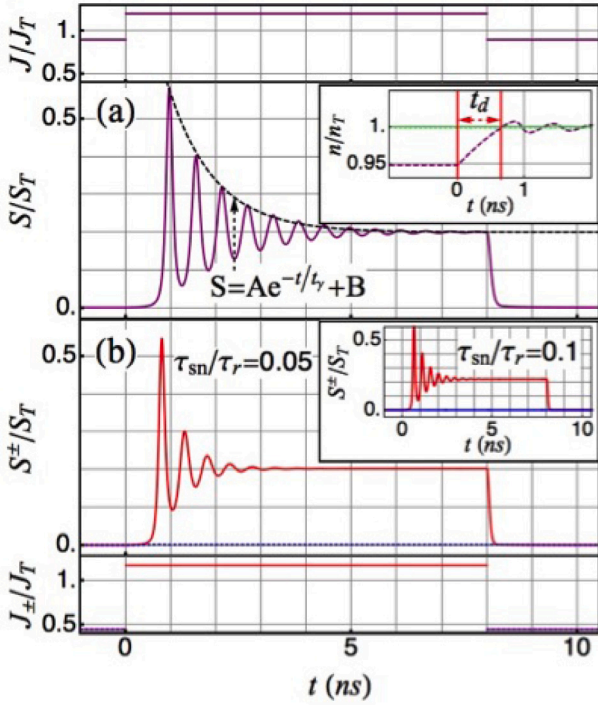 J/J_T
1.
0.5
(a)
S/S_T
0.5
0.
S=Ae^{-t/t_γ}+B
n/n_T
1.
0.95
t_d
0 1
t (ns)
(b)
S^±/S_T
0.5
0.
τ_sn/τ_r=0.05
S^±/S_T
0.5
0.
τ_sn/τ_r=0.1
0 5 10
t (ns)
J_±/J_T
1.
0.5
0 5 10
t (ns)